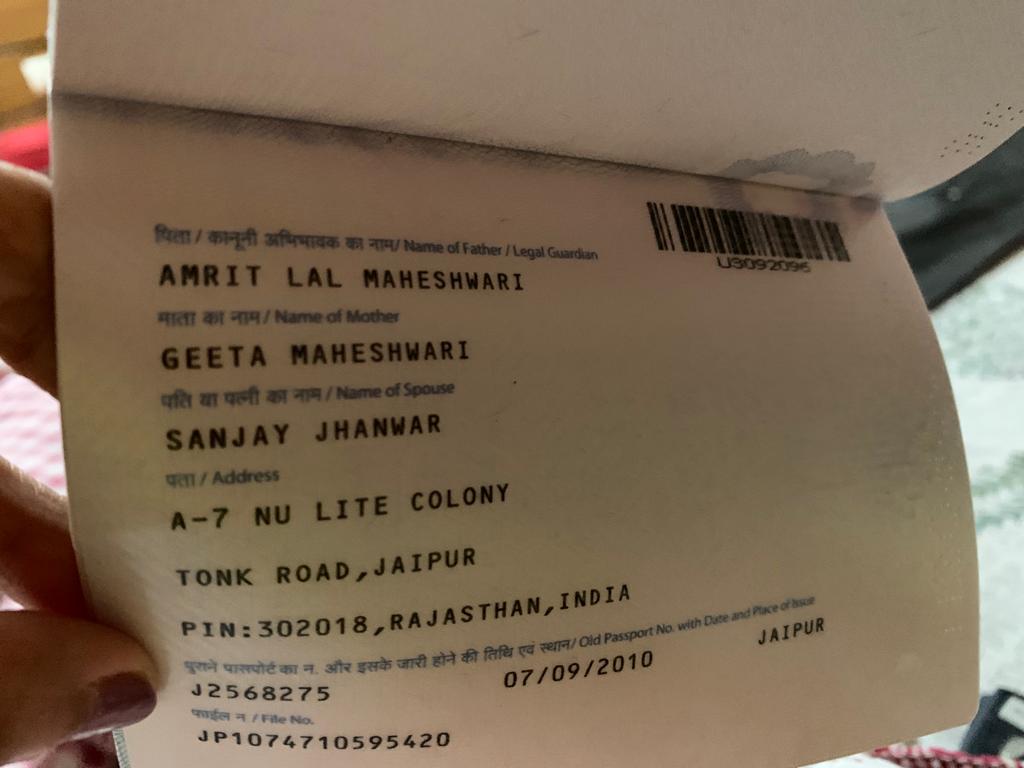 पिता / कानूनी अभिभावक का नाम/ Name of Father / Legal Guardian
AMRIT LAL MAHESHWARI
U3092096
माता का नाम / Name of Mother
GEETA MAHESHWARI
पति या पत्नी का नाम / Name of Spouse
SANJAY JHANWAR
पता / Address
A-7 NU LITE COLONY
TONK ROAD,JAIPUR
PIN:302018,RAJASTHAN,INDIA
पुराने पासपोर्ट का न. और इसके जारी होने की तिथि एवं स्थान/ Old Passport No. with Date and Place of Issue
J2568275 07/09/2010 JAIPUR
फाईल न / File No.
JP1074710595420